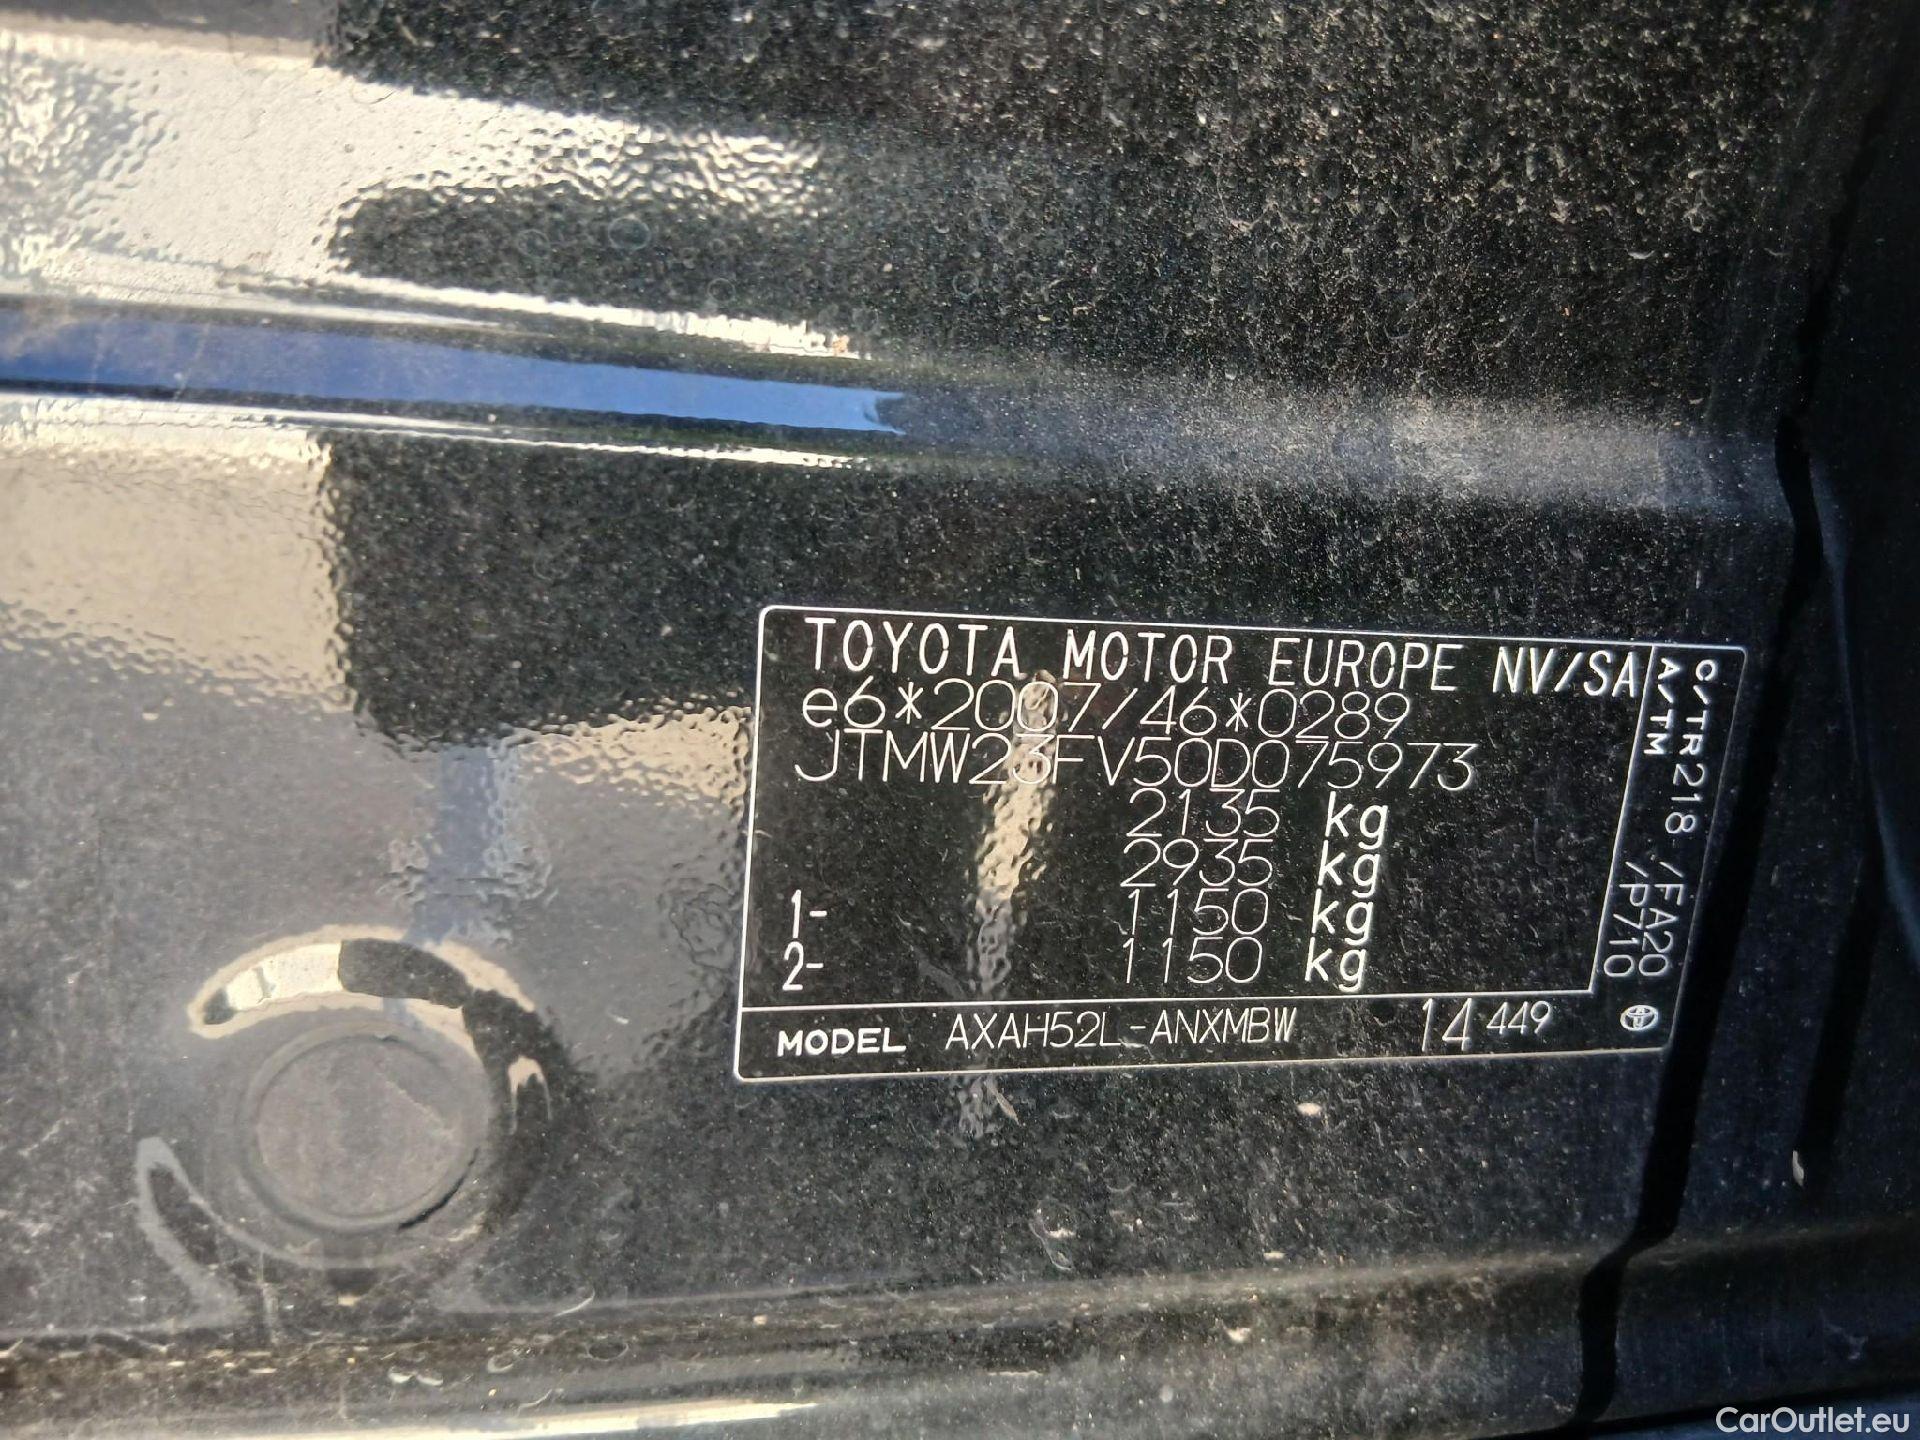 TOYOTA MOTOR EUROPE NV/SA
e6*2007/46*0289
JTMW23FV50D075973
2135 kg
2935 kg
1- 1150 kg
2- 1150 kg
C/TR 218 /FA20
A/TM /P710
MODEL AXAH52L-ANXMBW 14 449
CarOutlet.eu